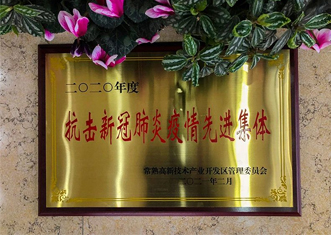 二〇二〇年度
抗击新冠肺炎疫情先进集体
常熟高新技术产业开发区管理委员会
二〇二一年二月